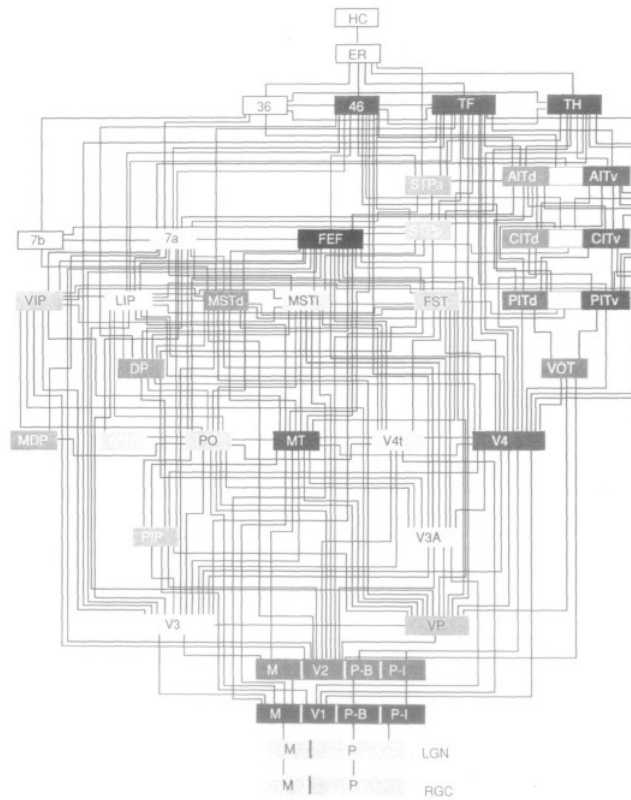 HC
ER
36 46 TF TH
STPa AITd AITv
7b 7a FEF STPp CITd CITv
VIP LIP MSTd MSTl FST PITd PITv
DP VOT
MDP PO MT V4t V4
PIP V3A
V3 VP
M V2 P-B P-I
M V1 P-B P-I
M P LGN
M P RGC